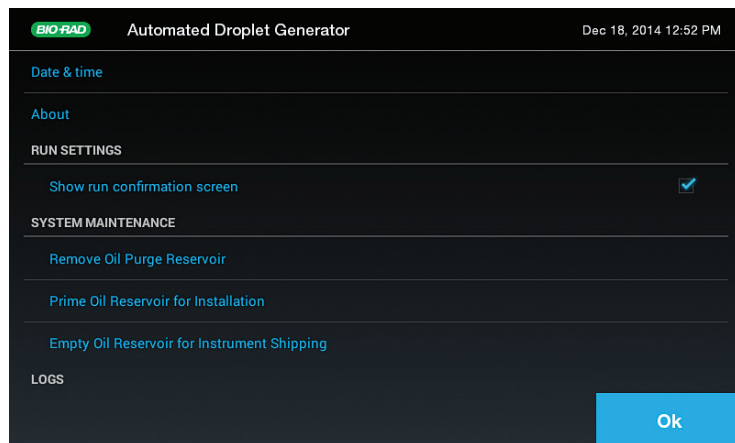 BIO-RAD Automated Droplet Generator Dec 18, 2014 12:52 PM
Date & time
About
RUN SETTINGS
Show run confirmation screen
SYSTEM MAINTENANCE
Remove Oil Purge Reservoir
Prime Oil Reservoir for Installation
Empty Oil Reservoir for Instrument Shipping
LOGS
Ok